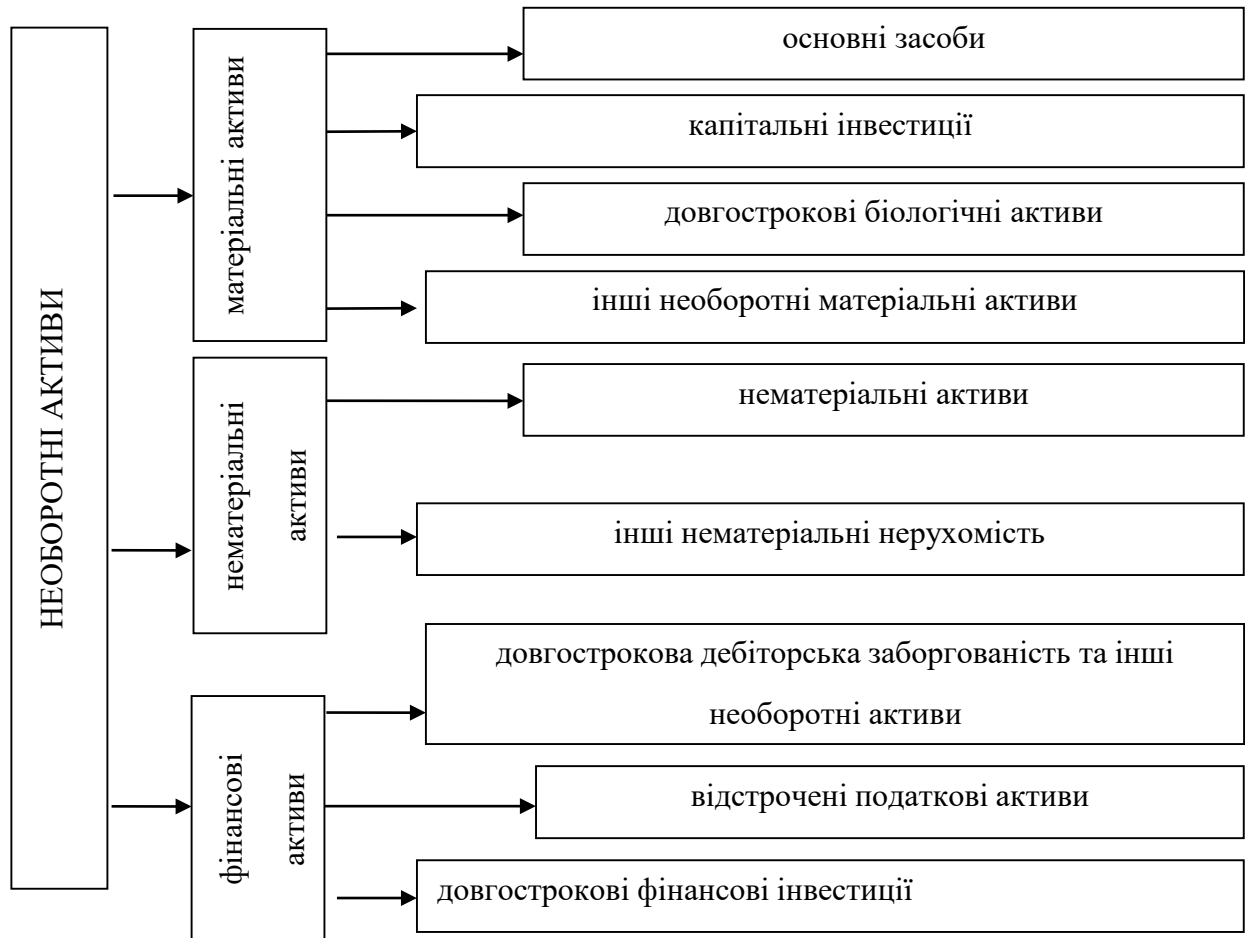 НЕОБОРОТНІ АКТИВИ
матеріальні активи
основні засоби
капітальні інвестиції
довгострокові біологічні активи
інші необоротні матеріальні активи
нематеріальні
активи
нематеріальні активи
інші нематеріальні нерухомість
фінансові
активи
довгострокова дебіторська заборгованість та інші
необоротні активи
відстрочені податкові активи
довгострокові фінансові інвестиції